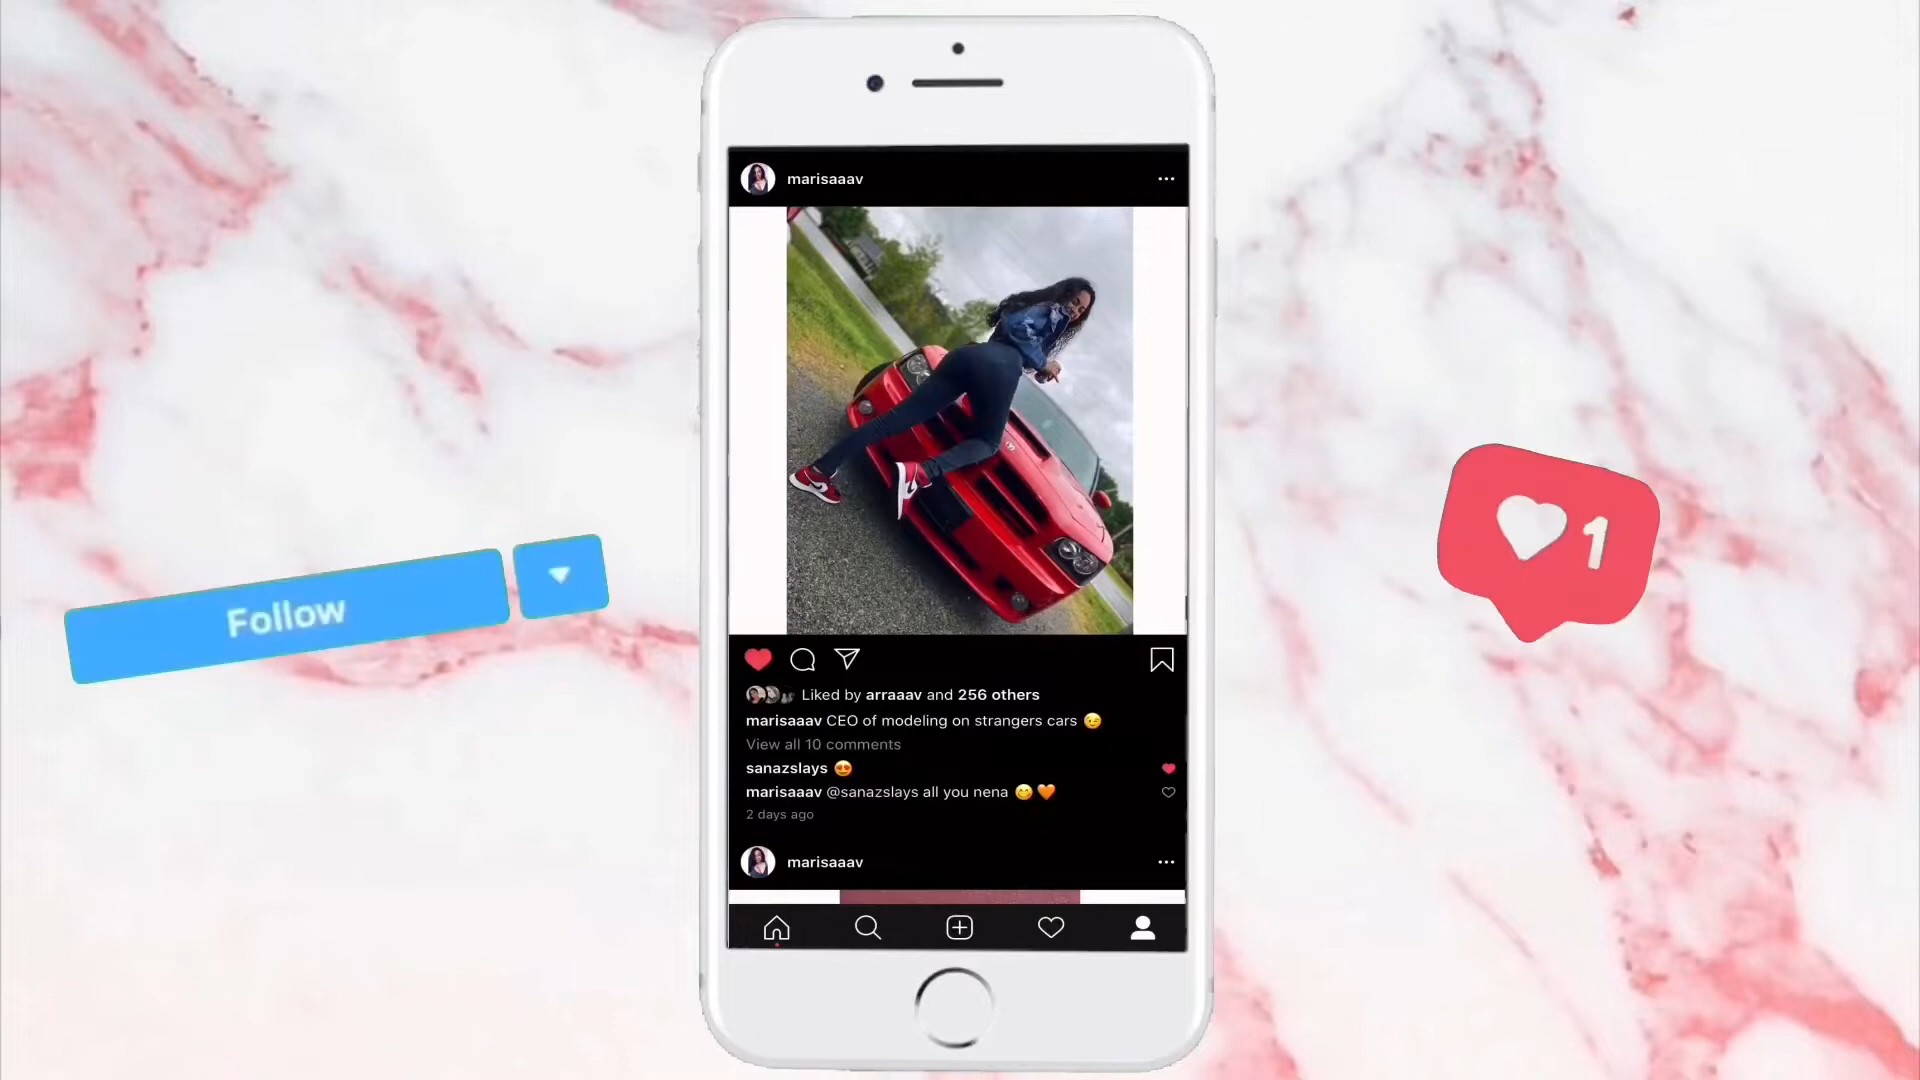 marisaaav
Liked by arraaav and 256 others
marisaaav CEO of modeling on strangers cars 😉
View all 10 comments
sanazslays 😍
marisaaav @sanazslays all you nena 😋🧡
2 days ago
marisaaav
Follow
1